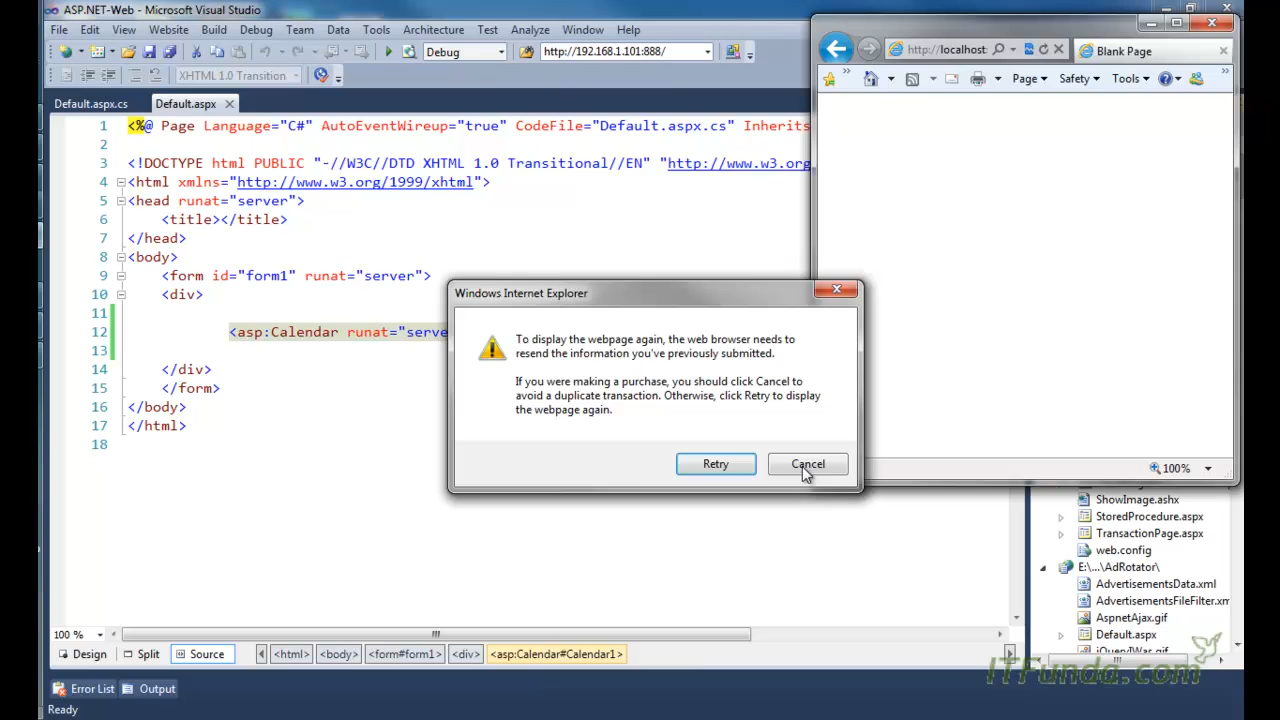 ASP.NET-Web - Microsoft Visual Studio
File Edit View Website Build Debug Team Data Tools Architecture Test Analyze Window Help
Debug http://192.168.1.101:888/
XHTML 1.0 Transition
Default.aspx.cs Default.aspx
1 <%@ Page Language="C#" AutoEventWireup="true" CodeFile="Default.aspx.cs" Inherits
2
3 <!DOCTYPE html PUBLIC "-//W3C//DTD XHTML 1.0 Transitional//EN" "http://www.w3.org
4 <html xmlns="http://www.w3.org/1999/xhtml">
5 <head runat="server">
6 <title></title>
7 </head>
8 <body>
9 <form id="form1" runat="server">
10 <div>
11
12 <asp:Calendar runat="serve
13
14 </div>
15 </form>
16 </body>
17 </html>
18
100 %
Design Split Source <html> <body> <form#form1> <div> <asp:Calendar#Calendar1>
Error List Output
Ready
http://localhost: Blank Page
Page Safety Tools
100%
Windows Internet Explorer
To display the webpage again, the web browser needs to
resend the information you've previously submitted.
If you were making a purchase, you should click Cancel to
avoid a duplicate transaction. Otherwise, click Retry to display
the webpage again.
Retry Cancel
ShowImage.ashx
StoredProcedure.aspx
TransactionPage.aspx
web.config
E:\...\AdRotator\
AdvertisementsData.xml
AdvertisementsFileFilter.xm
AspnetAjax.gif
Default.aspx
jQueryIWas.gif
ITFunda.com